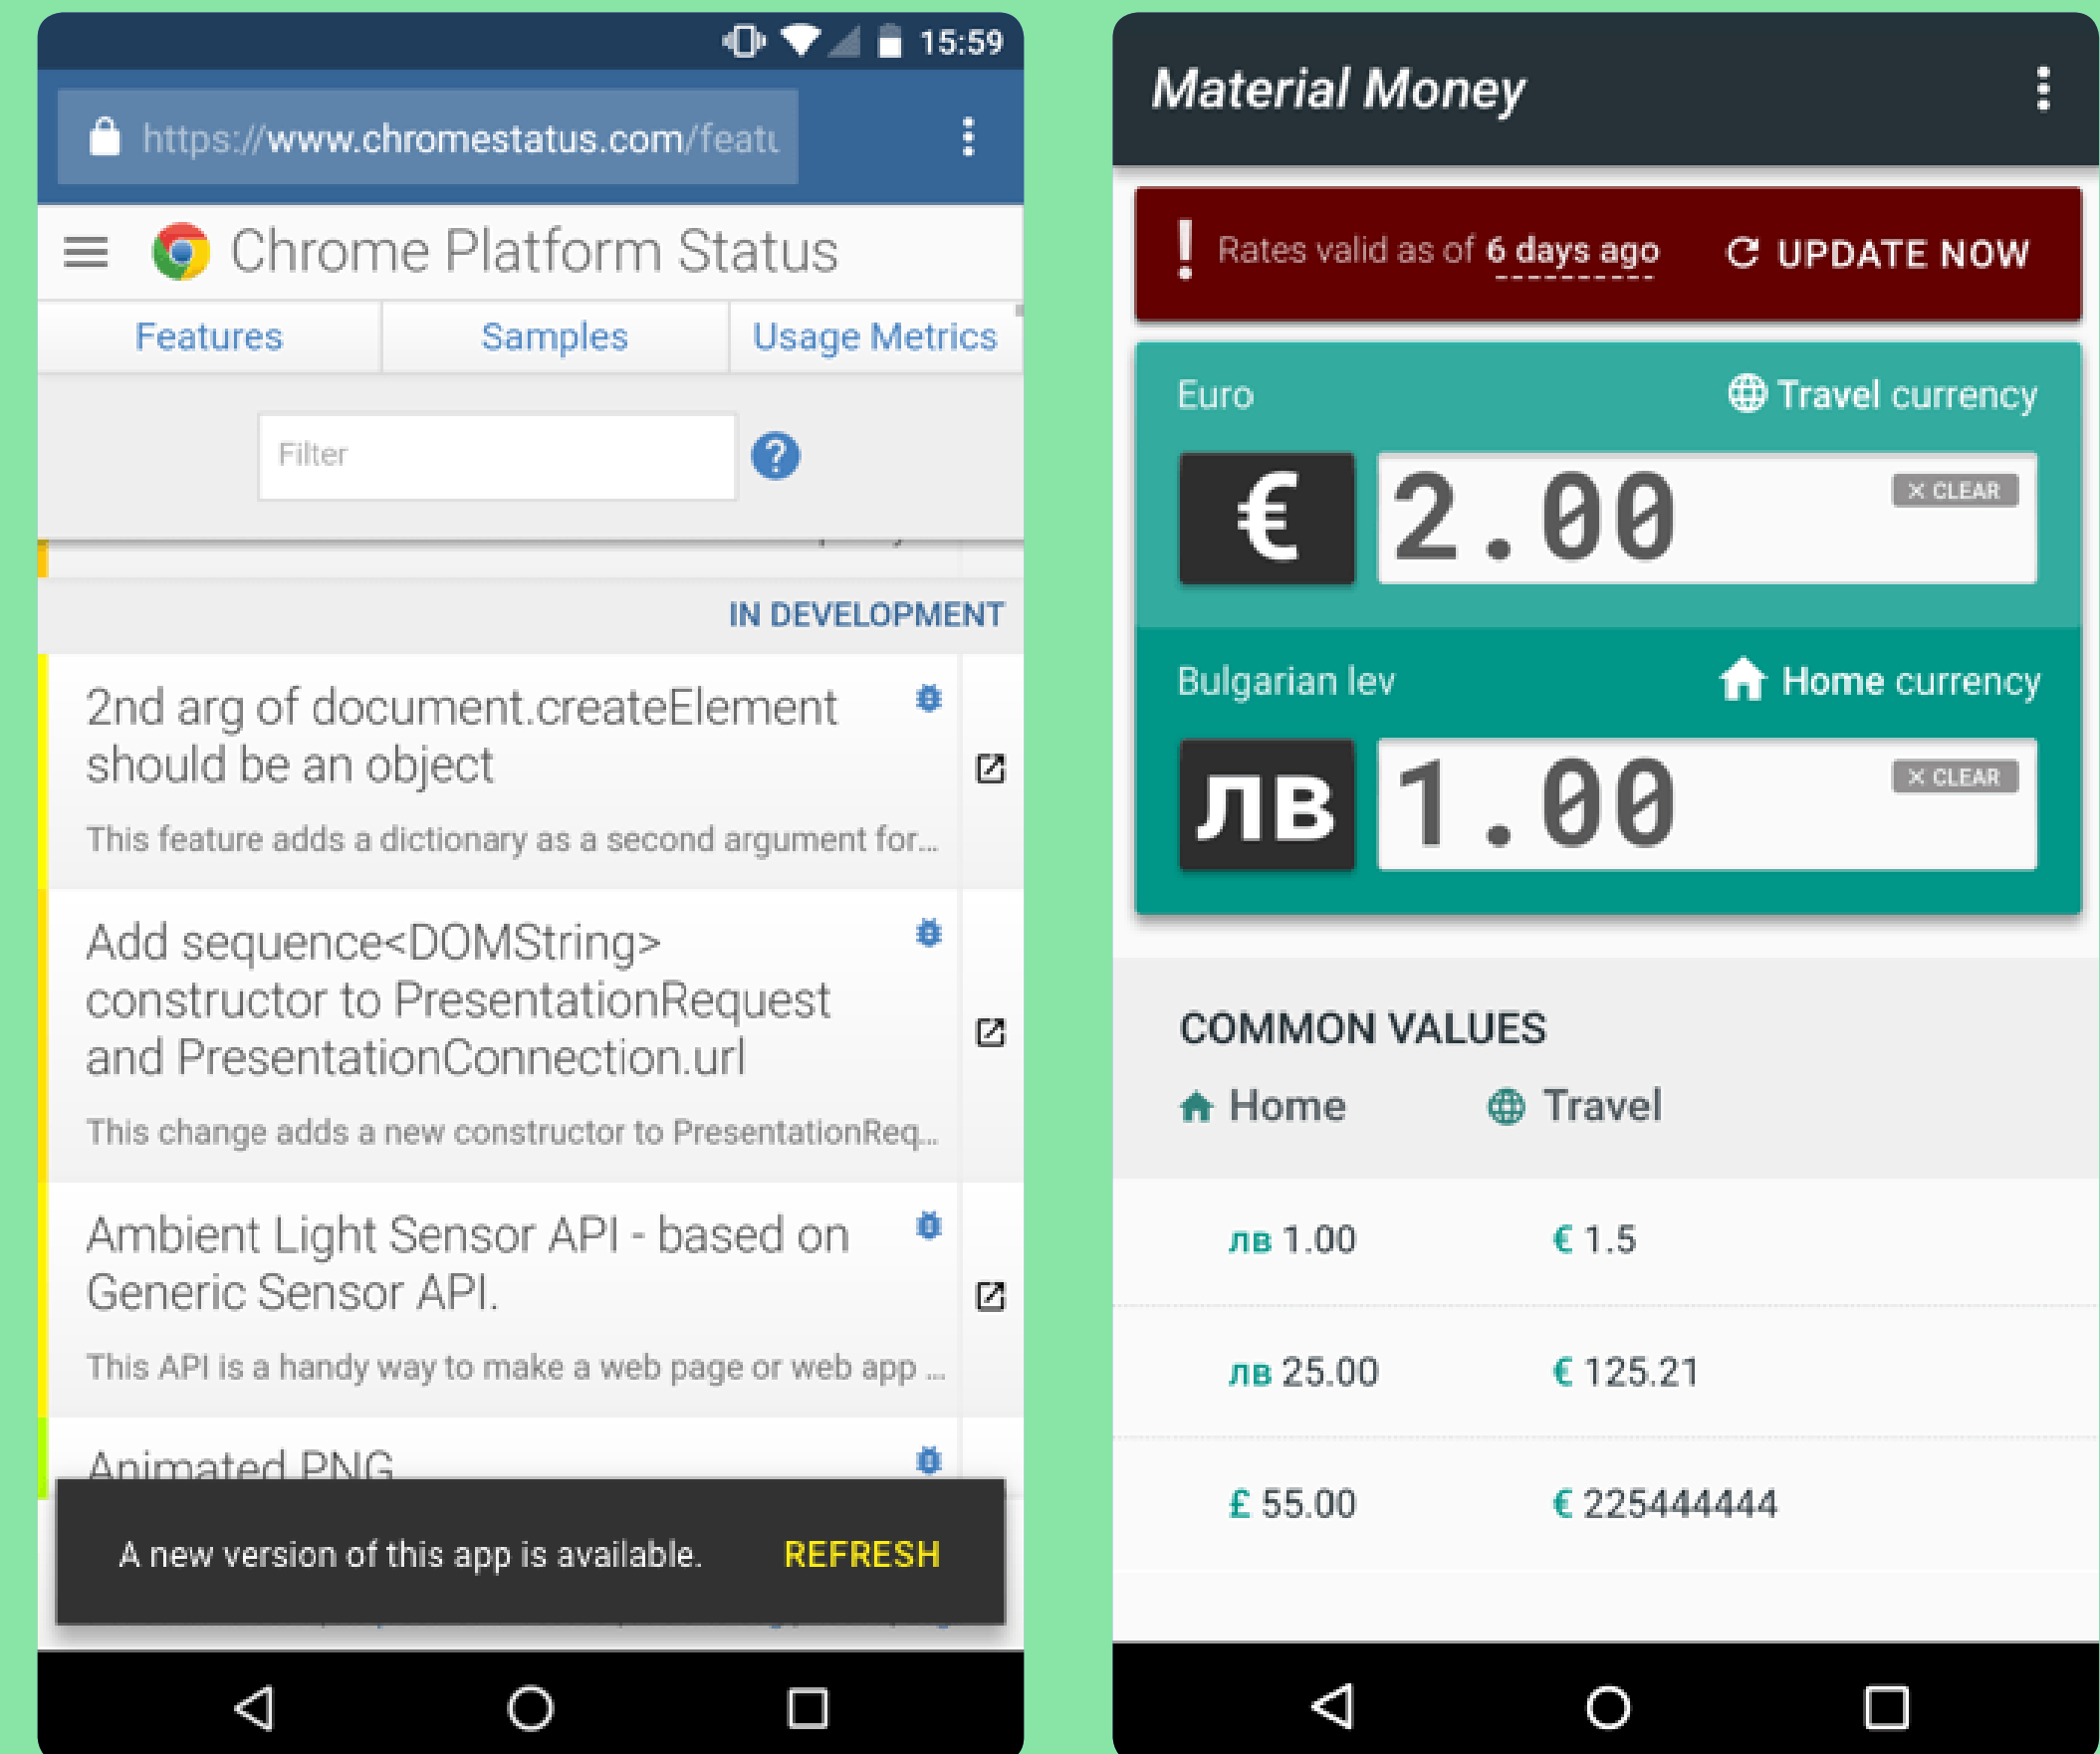 15:59
https://www.chromestatus.com/featu
Chrome Platform Status
Features Samples Usage Metrics
Filter
?
IN DEVELOPMENT
2nd arg of document.createElement
should be an object
This feature adds a dictionary as a second argument for...
Add sequence<DOMString>
constructor to PresentationRequest
and PresentationConnection.url
This change adds a new constructor to PresentationReq...
Ambient Light Sensor API - based on
Generic Sensor API.
This API is a handy way to make a web page or web app ...
Animated PNG
A new version of this app is available. REFRESH
Material Money
! Rates valid as of 6 days ago UPDATE NOW
Euro Travel currency
€ 2.00 × CLEAR
Bulgarian lev Home currency
лв 1.00 × CLEAR
COMMON VALUES
Home Travel
лв 1.00 € 1.5
лв 25.00 € 125.21
£ 55.00 € 225444444